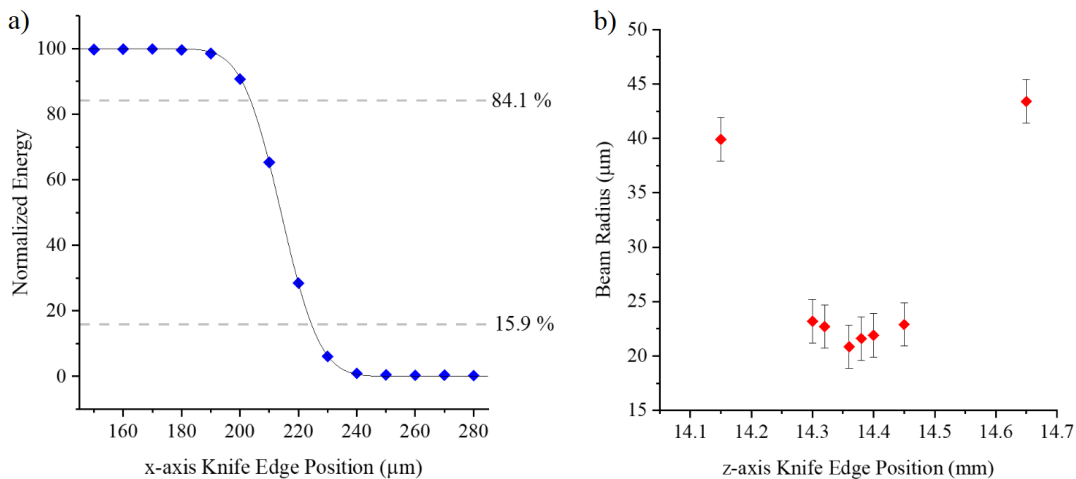 a)
100
80
60
40
20
0
84.1 %
15.9 %
Normalized Energy
160 180 200 220 240 260 280
x-axis Knife Edge Position (μm)
b)
50
45
40
35
30
25
20
15
Beam Radius (μm)
14.1 14.2 14.3 14.4 14.5 14.6 14.7
z-axis Knife Edge Position (mm)